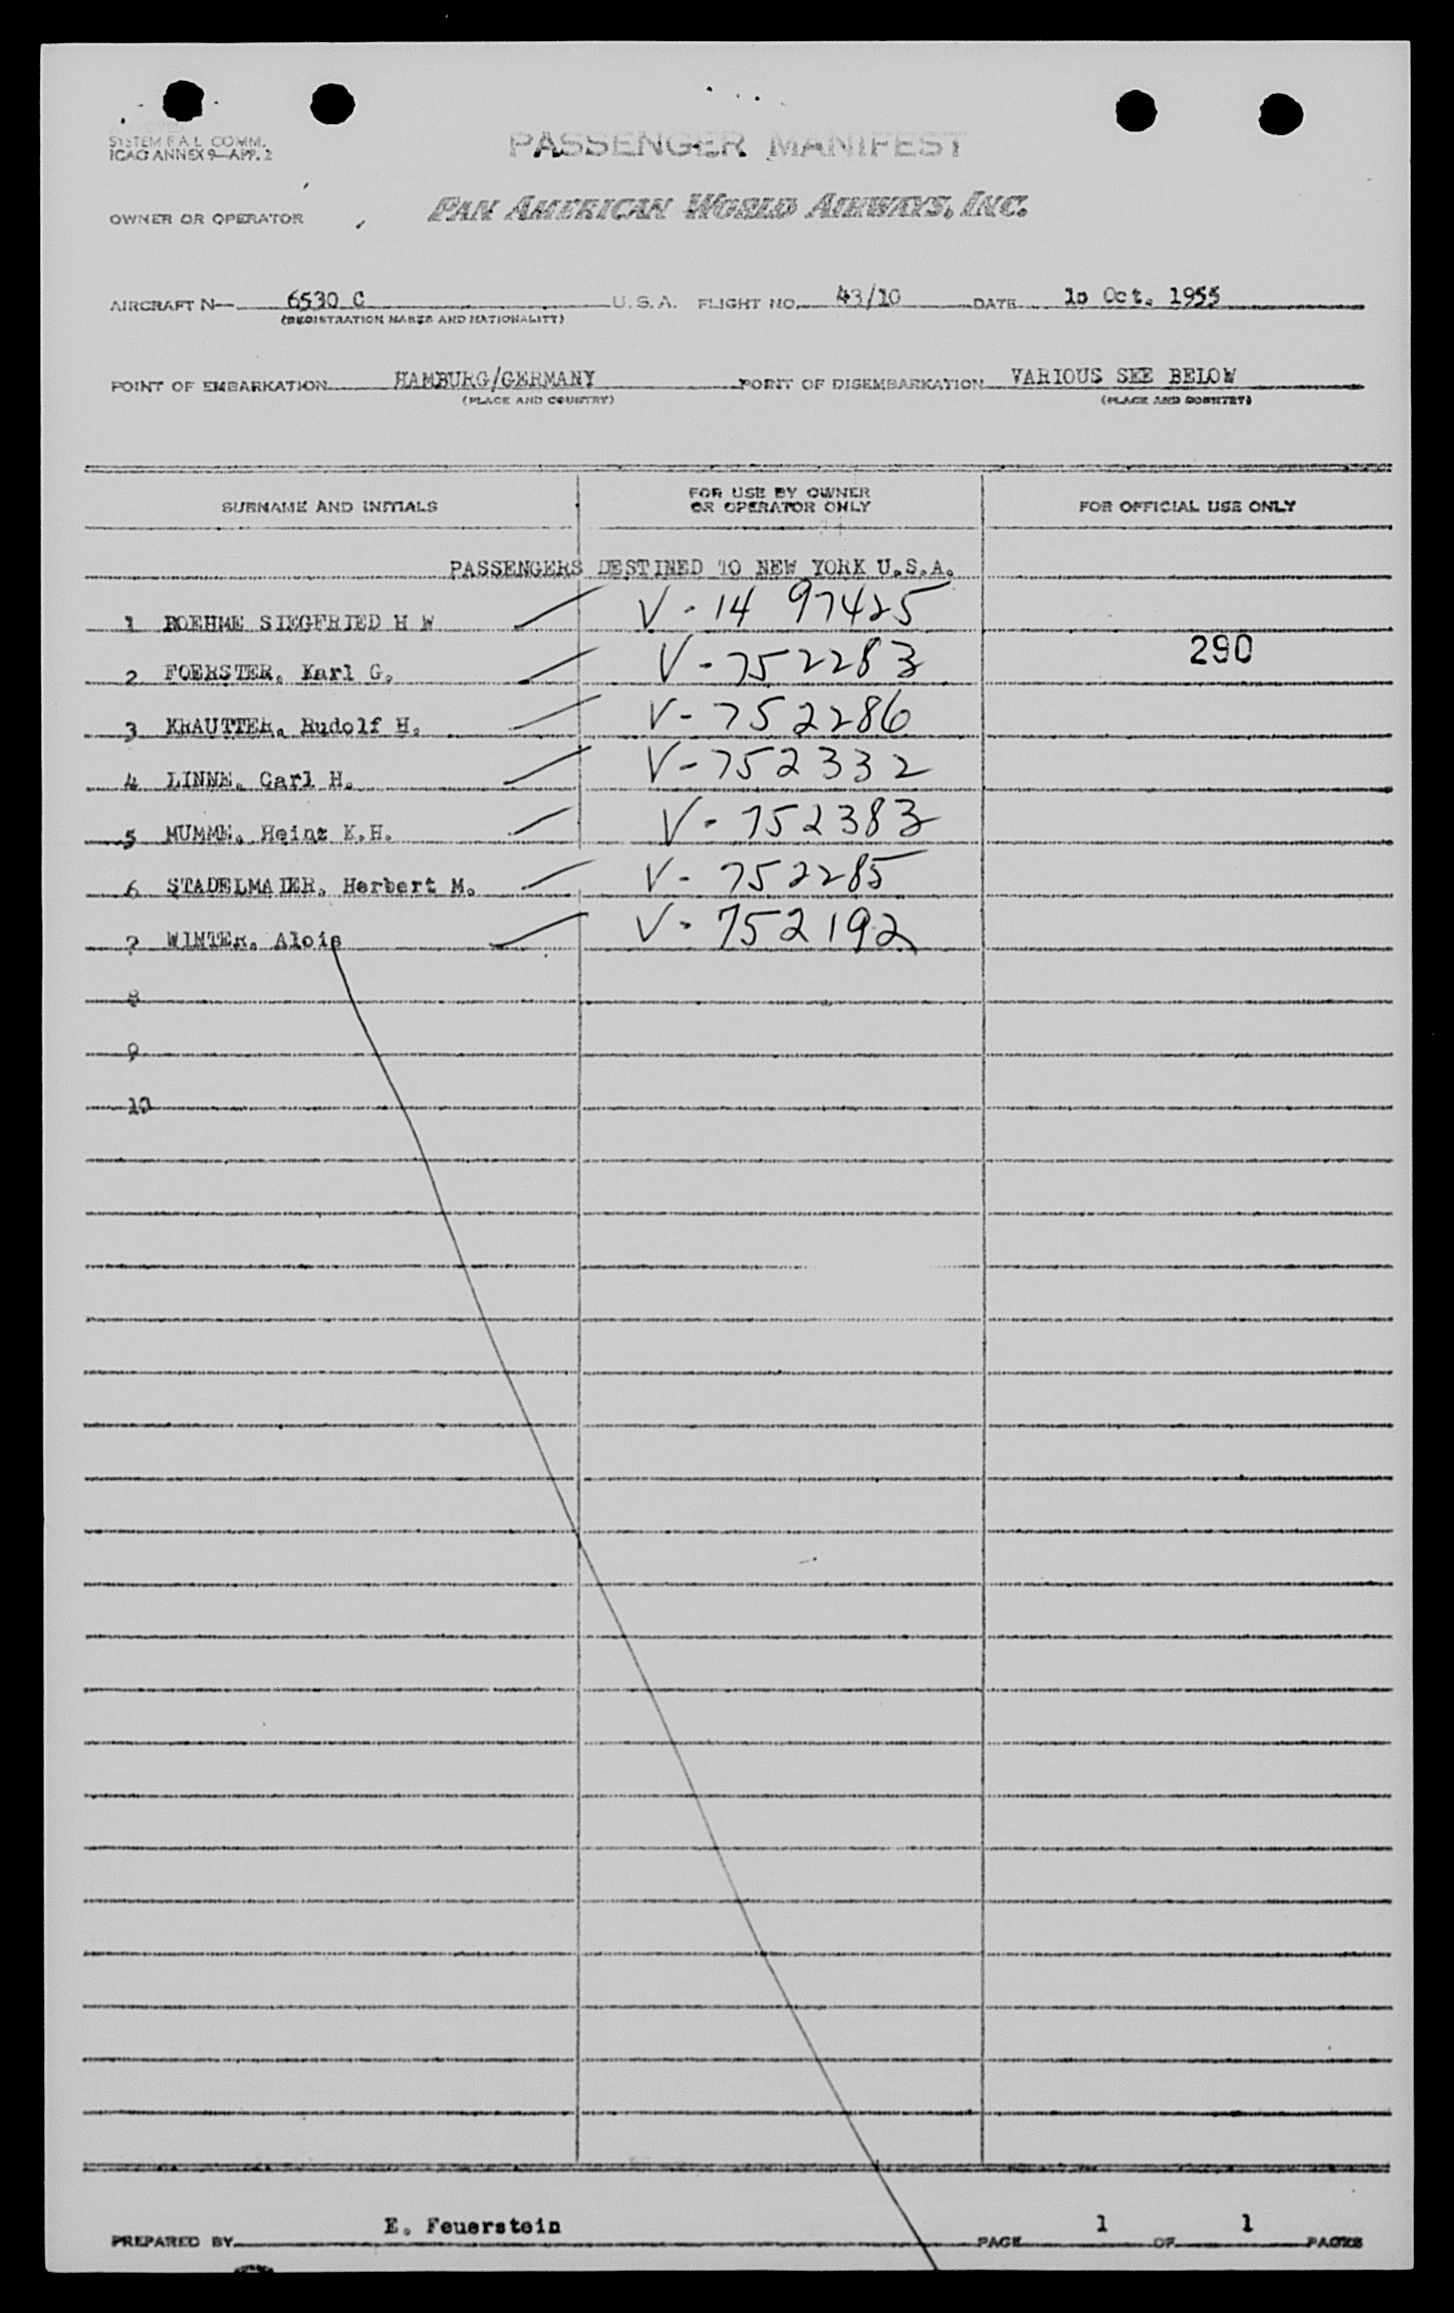 SYSTEM F.A.L. COMM.
ICAO ANNEX 9—APP. 2
PASSENGER MANIFEST
OWNER OR OPERATOR PAN AMERICAN WORLD AIRWAYS, INC.
AIRCRAFT N— 6530 C U. S. A. FLIGHT NO. 43/10 DATE 10 Oct. 1955
(REGISTRATION MARKS AND NATIONALITY)
POINT OF EMBARKATION HAMBURG/GERMANY POINT OF DISEMBARKATION VARIOUS SEE BELOW
(PLACE AND COUNTRY) (PLACE AND COUNTRY)
SURNAME AND INITIALS FOR USE BY OWNER OR OPERATOR ONLY FOR OFFICIAL USE ONLY
PASSENGERS DESTINED TO NEW YORK U.S.A.
1 BOEHME SIEGFRIED H W V-14 97425
290
2 FOERSTER, Karl G. V-752283
3 KRAUTTER, Rudolf H. V-752286
4 LINNE, Carl H. V-752332
5 MUMME, Heinz K.H. V-752383
6 STADELMAIER, Herbert M. V-752285
7 WINTER, Alois V-752192
8
9
10
PREPARED BY E. Feuerstein PAGE 1 OF 1 PAGES